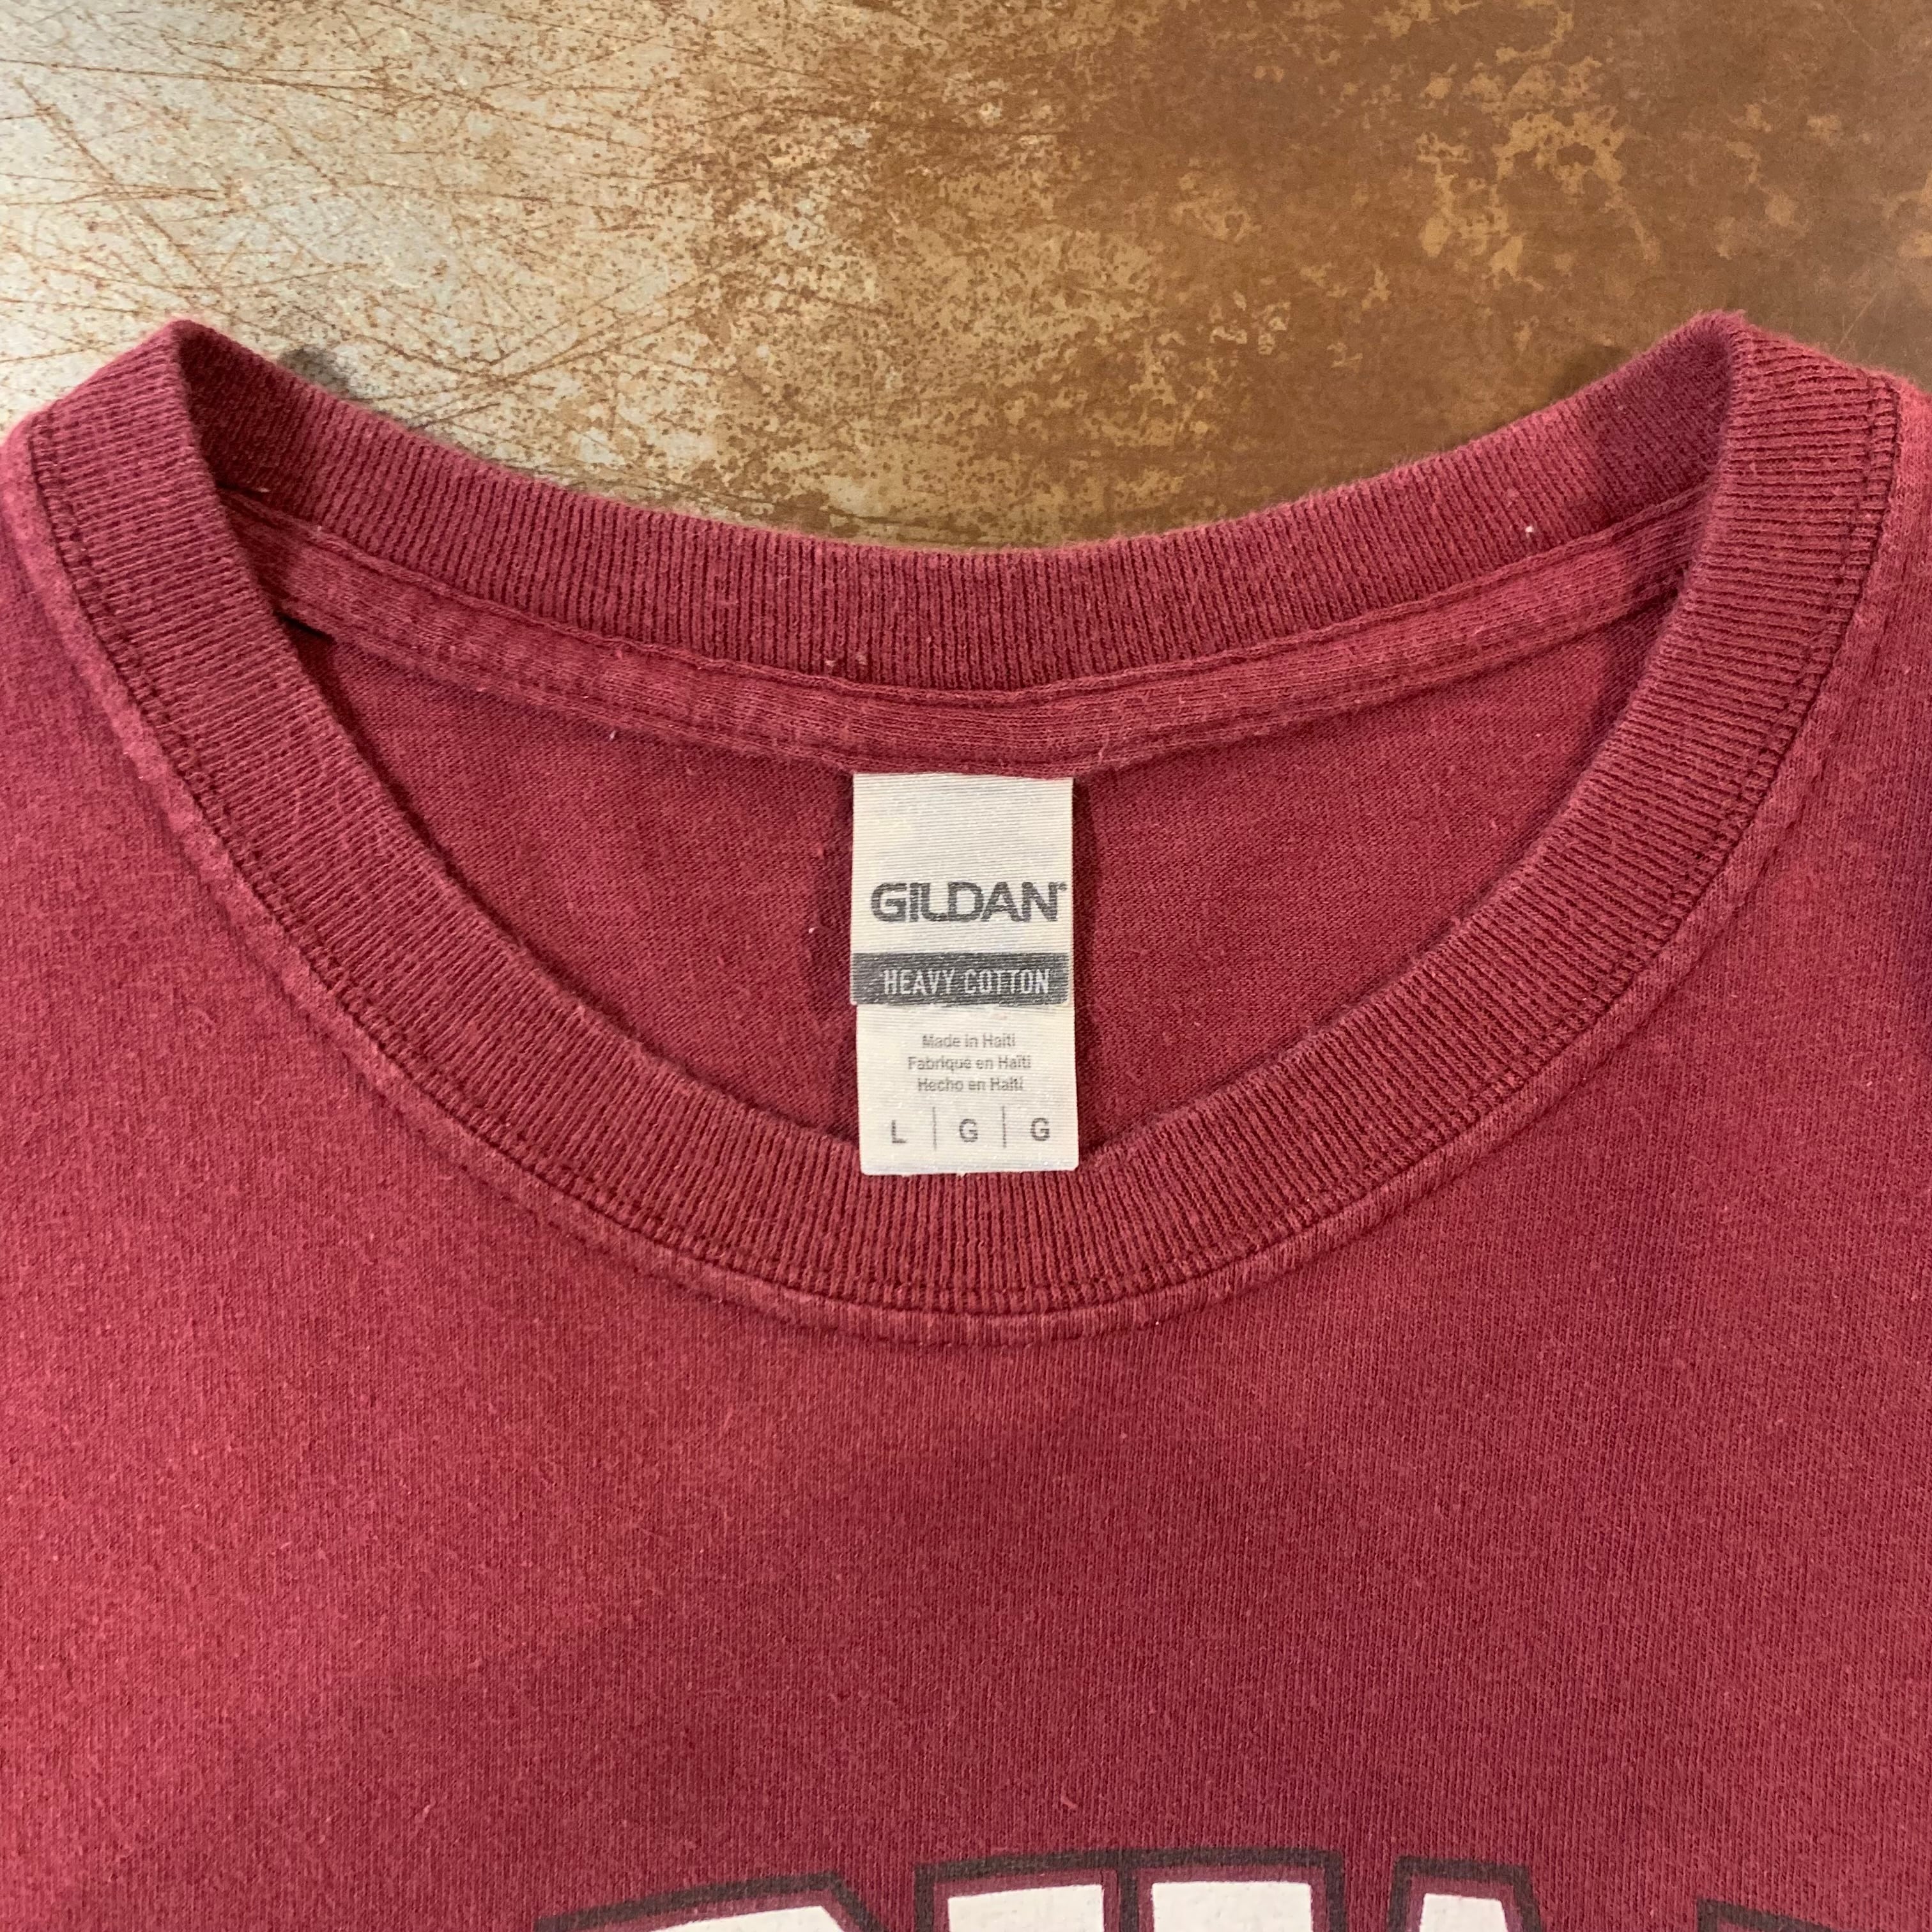 GILDAN®
HEAVY COTTON
Made in Haiti
Fabriqué en Haïti
Hecho en Haití
L | G | G